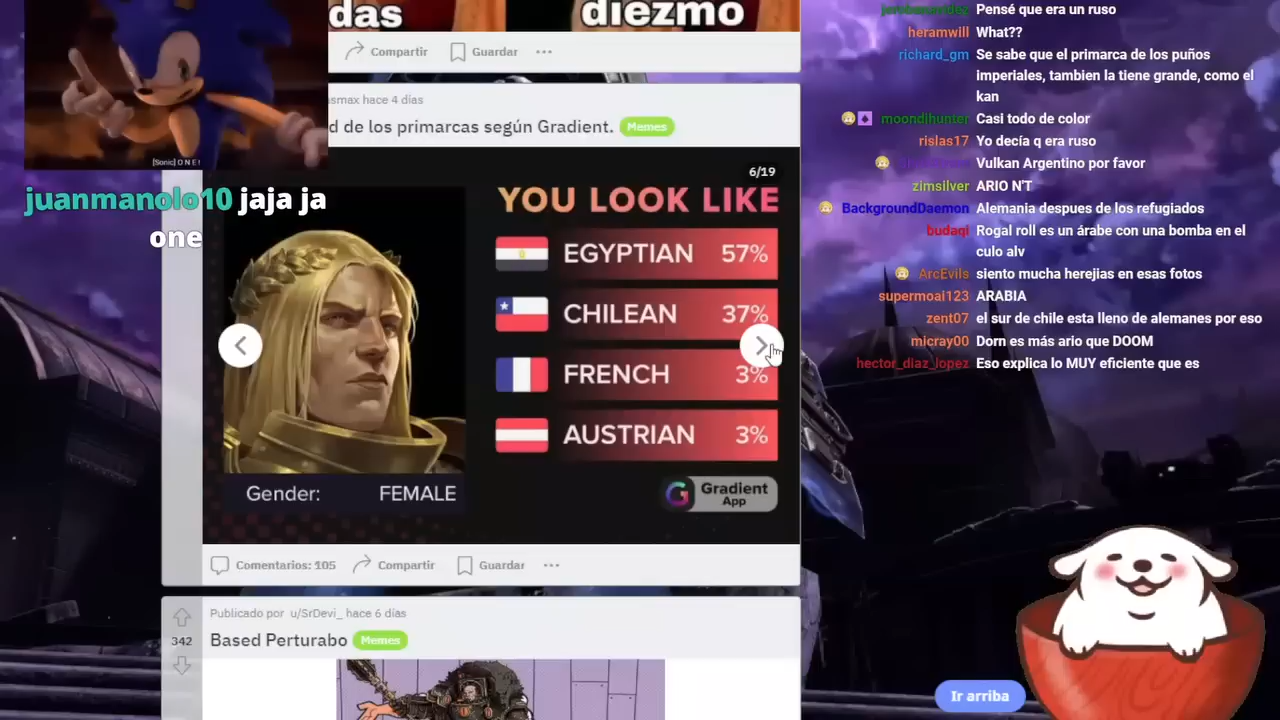 das
diezmo
Compartir
Guardar
[Sonic] O N E !
juanmanolo10 jaja ja
one
smax hace 4 días
d de los primarcas según Gradient.
Memes
6/19
YOU LOOK LIKE
EGYPTIAN 57%
CHILEAN 37%
FRENCH 3%
AUSTRIAN 3%
Gender: FEMALE
Gradient
App
Comentarios: 105
Compartir
Guardar
Publicado por u/SrDevi_ hace 6 días
342
Based Perturabo
Memes
Pensé que era un ruso
heramwill What??
richard_gm Se sabe que el primarca de los puños
imperiales, tambien la tiene grande, como el
kan
moondihunter Casi todo de color
rislas17 Yo decía q era ruso
Vulkan Argentino por favor
zimsilver ARIO N'T
BackgroundDaemon Alemania despues de los refugiados
budaqi Rogal roll es un árabe con una bomba en el
culo alv
ArcEvils siento mucha herejias en esas fotos
supermoai123 ARABIA
zent07 el sur de chile esta lleno de alemanes por eso
micray00 Dorn es más ario que DOOM
hector_diaz_lopez Eso explica lo MUY eficiente que es
Ir arriba